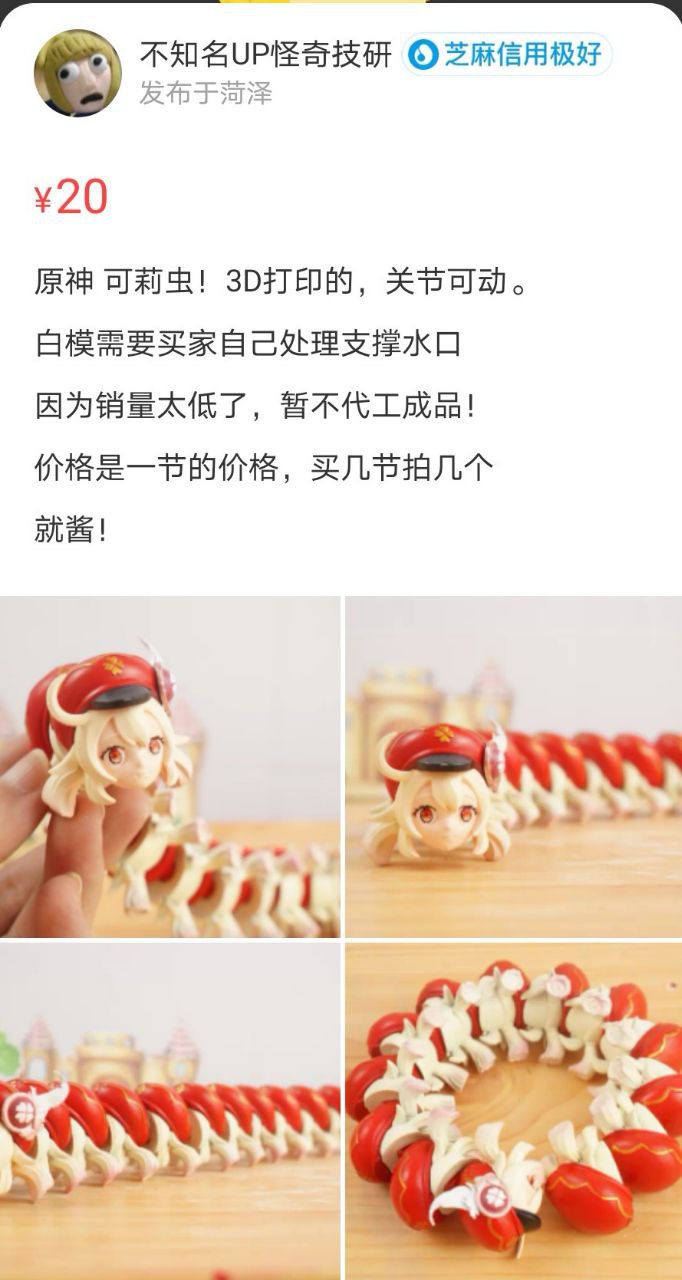 不知名UP怪奇技研 芝麻信用极好
发布于菏泽
¥20
原神 可莉虫！3D打印的，关节可动。
白模需要买家自己处理支撑水口
因为销量太低了，暂不代工成品！
价格是一节的价格，买几节拍几个
就酱！